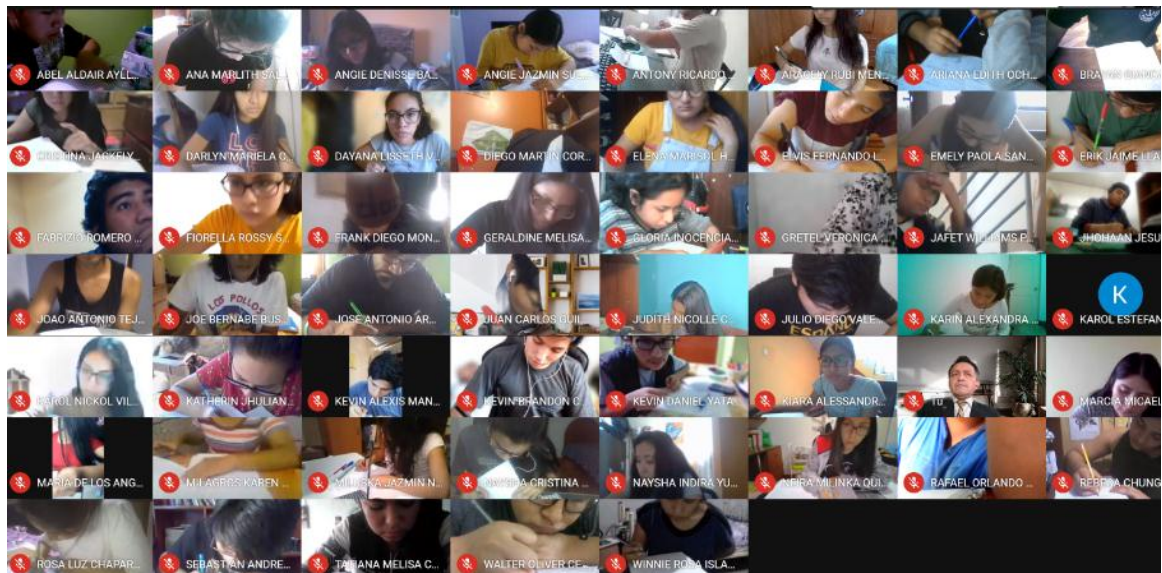 ABEL ALDAIR AYEL...
ANA MARLITH SAL...
ANGIE DENISSE BA...
ANGIE JAZMIN SUE...
ANTONY RICARDO ...
ARACELY RUBI MEN...
ARIANA EDITH OCH...
CRISTINA JACKELY...
DARLYN MARIELA C...
DAYANA LISSETH V...
DIEGO MARTIN COR...
ELENA MARISOL H...
ELVIS FERNANDO L...
EMELY PAOLA SAN...
ERIK JAIME LLA
FABRIZIO ROMERO ...
FIORELLA ROSSY S...
FRANK DIEGO MON...
GERALDINE MELISA...
GLORIA INOCENCIA...
GRETEL VERONICA ...
JAFET WILLIAMS P...
JHOHAAN JESU
JOAO ANTONIO TEJ...
LOS POLLOS
JOE BERNABE BUS...
JOSE ANTONIO AR...
JUAN CARLOS GUIL...
JUDITH NICOLLE C...
JULIO DIEGO VALE...
KARIN ALEXANDRA ...
K
KAROL ESTEFAN
KAROL NICKOL VIL...
KATHERIN JHULIAN...
KEVIN ALEXIS MAN...
KEVIN BRANDON C...
KEVIN DANIEL YATA...
KIARA ALESSANDR...
TU
MARCIA MICAEL
MARIA DE LOS ANG...
MILAGROS KAREN ...
MILUSKA JAZMIN N...
CRISTINA ...
NAYSHA INDIRA YU...
NEIRA MILINKA QUI...
RAFAEL ORLANDO ...
REBECA CHUNG
ROSA LUZ CHAPAR...
SEBASTIAN ANDRE...
TATIANA MELISA C...
WALTER OLIVER CE...
WINNIE ROSA ISLA...